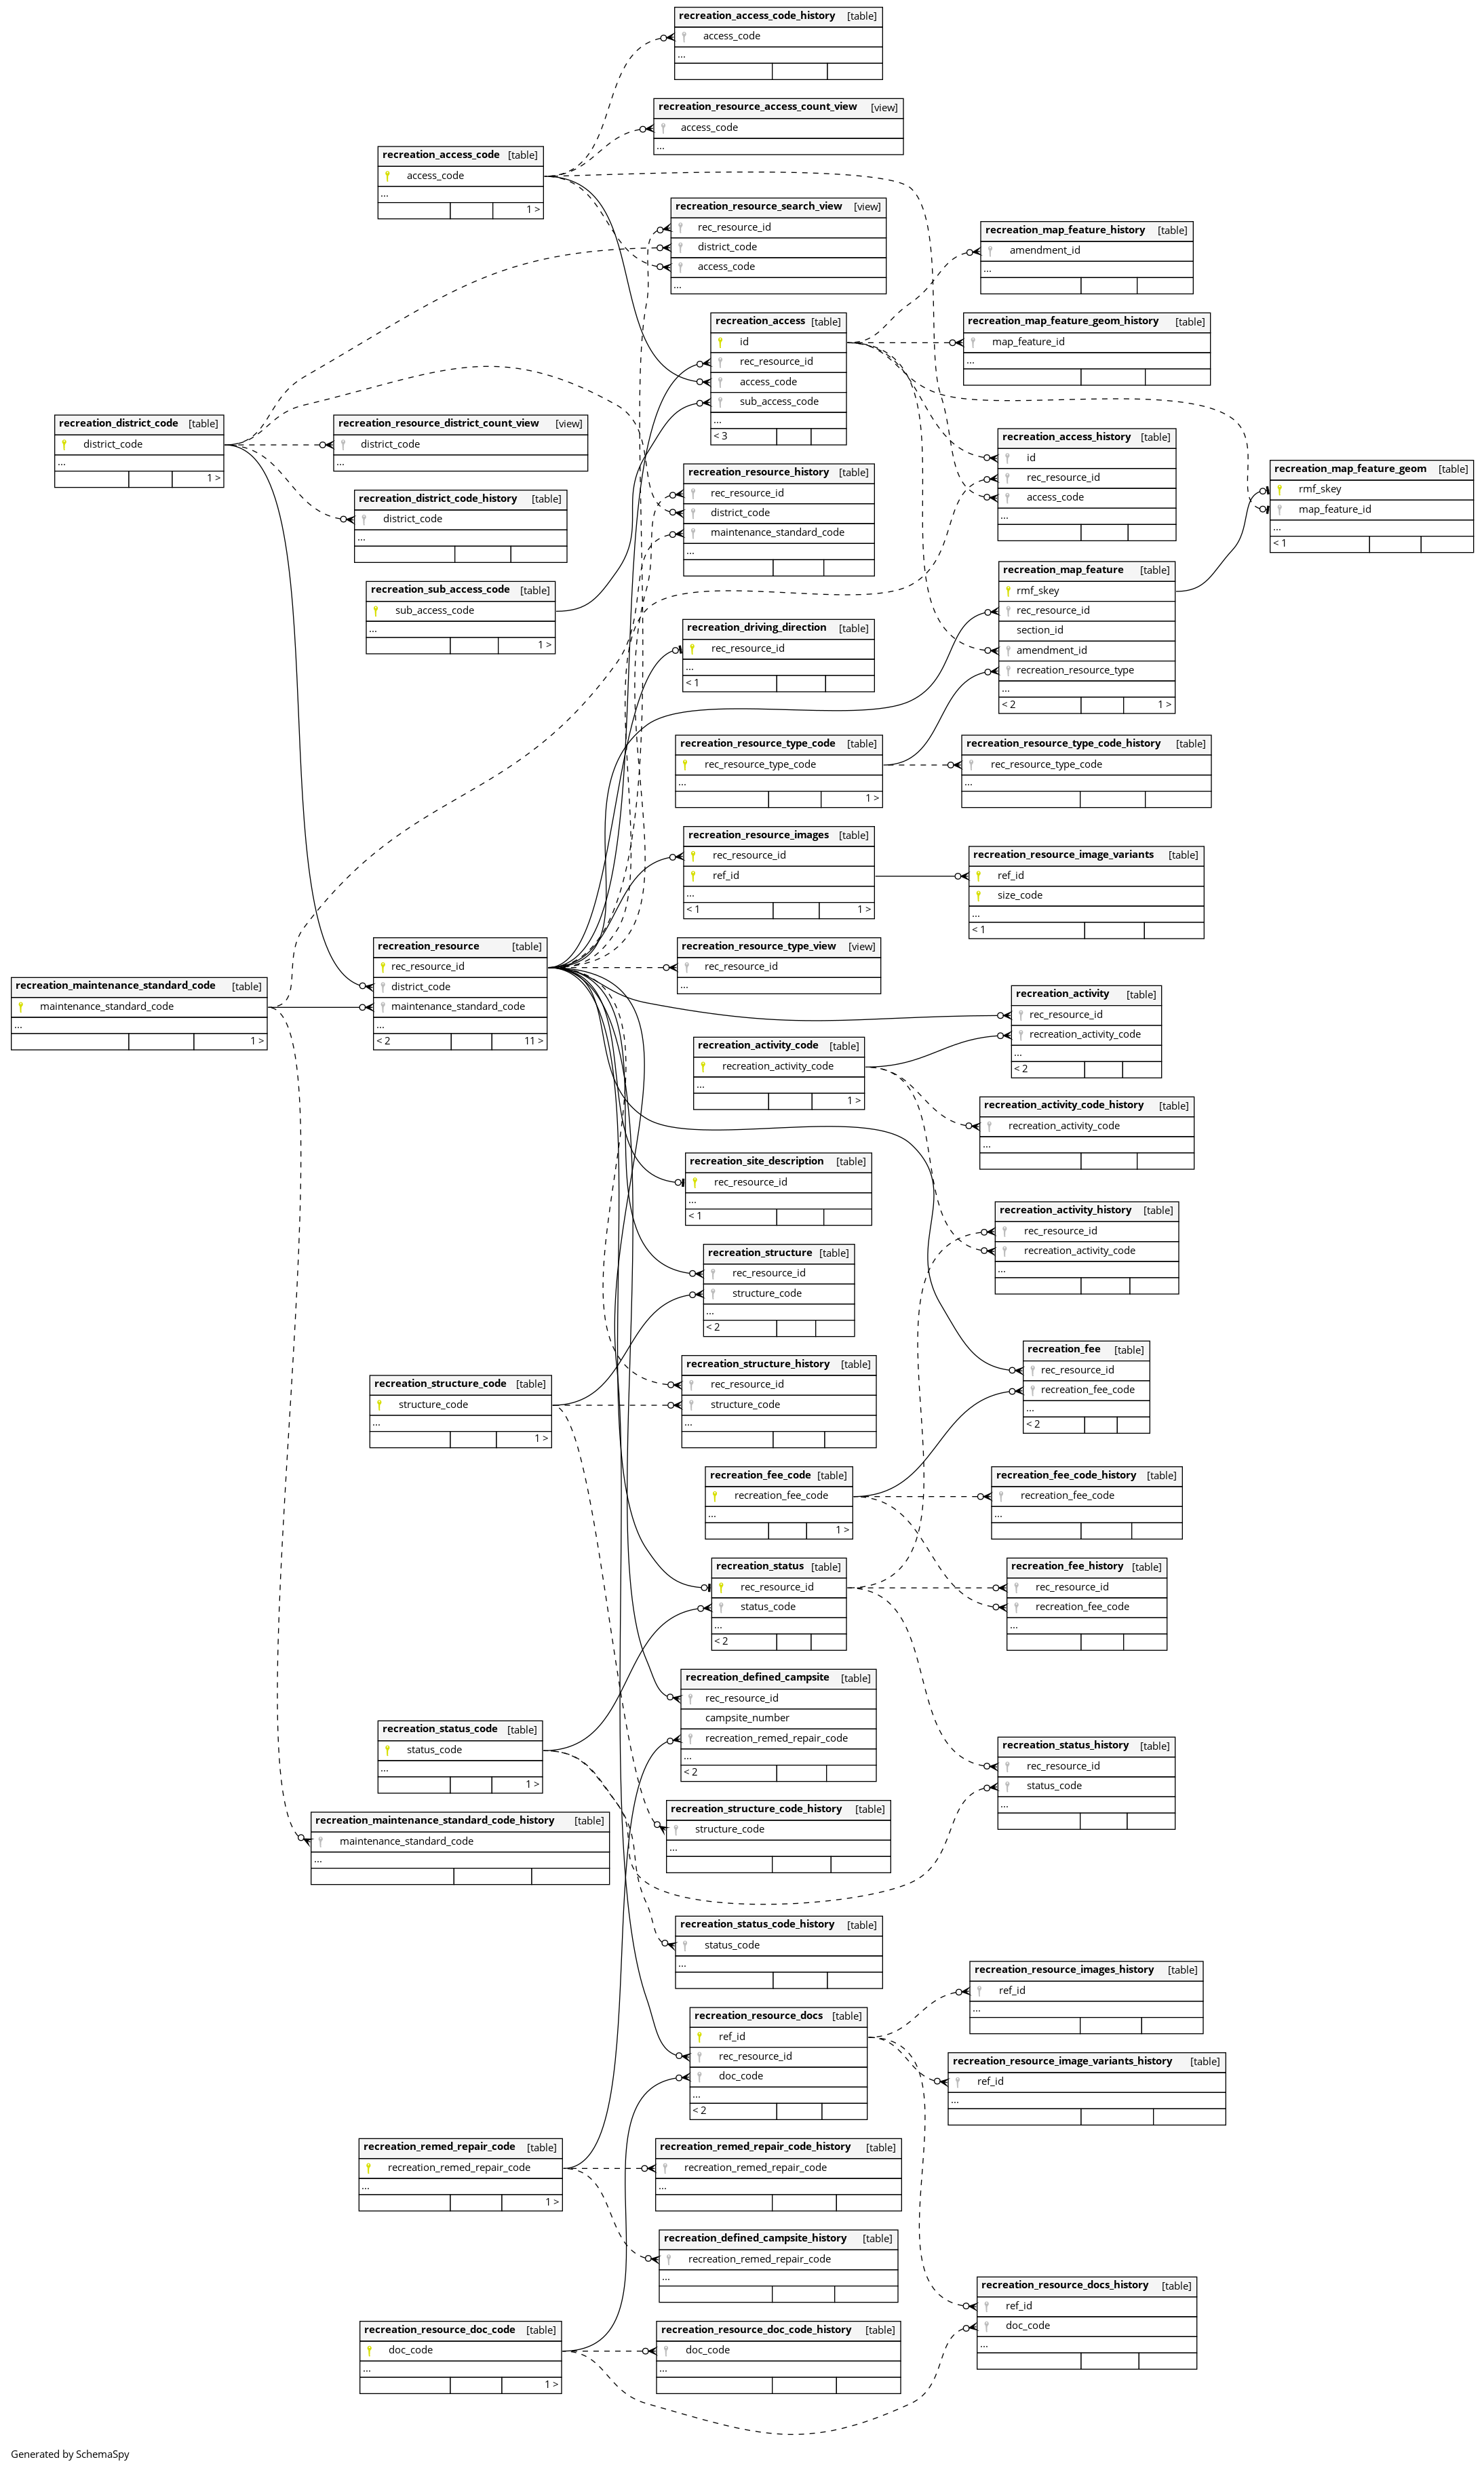 recreation_access_code_history [table]
access_code
...
recreation_resource_access_count_view [view]
access_code
...
recreation_access_code [table]
access_code
...
1 >
recreation_resource_search_view [view]
rec_resource_id
district_code
access_code
...
recreation_map_feature_history [table]
amendment_id
...
recreation_access [table]
id
rec_resource_id
access_code
sub_access_code
...
< 3
recreation_map_feature_geom_history [table]
map_feature_id
...
recreation_district_code [table]
district_code
...
1 >
recreation_resource_district_count_view [view]
district_code
...
recreation_access_history [table]
id
rec_resource_id
access_code
...
recreation_map_feature_geom [table]
rmf_skey
map_feature_id
...
< 1
recreation_resource_history [table]
rec_resource_id
district_code
maintenance_standard_code
...
recreation_district_code_history [table]
district_code
...
recreation_sub_access_code [table]
sub_access_code
...
1 >
recreation_map_feature [table]
rmf_skey
rec_resource_id
section_id
amendment_id
recreation_resource_type
...
< 2 1 >
recreation_driving_direction [table]
rec_resource_id
...
< 1
recreation_resource_type_code [table]
rec_resource_type_code
...
1 >
recreation_resource_type_code_history [table]
rec_resource_type_code
...
recreation_resource_images [table]
rec_resource_id
ref_id
...
< 1 1 >
recreation_resource_image_variants [table]
ref_id
size_code
...
< 1
recreation_resource [table]
rec_resource_id
district_code
maintenance_standard_code
...
< 2 11 >
recreation_resource_type_view [view]
rec_resource_id
...
recreation_maintenance_standard_code [table]
maintenance_standard_code
...
1 >
recreation_activity [table]
rec_resource_id
recreation_activity_code
...
< 2
recreation_activity_code [table]
recreation_activity_code
...
1 >
recreation_activity_code_history [table]
recreation_activity_code
...
recreation_site_description [table]
rec_resource_id
...
< 1
recreation_activity_history [table]
rec_resource_id
recreation_activity_code
...
recreation_structure [table]
rec_resource_id
structure_code
...
< 2
recreation_fee [table]
rec_resource_id
recreation_fee_code
...
< 2
recreation_structure_history [table]
rec_resource_id
structure_code
...
recreation_structure_code [table]
structure_code
...
1 >
recreation_fee_code [table]
recreation_fee_code
...
1 >
recreation_fee_code_history [table]
recreation_fee_code
...
recreation_status [table]
rec_resource_id
status_code
...
< 2
recreation_fee_history [table]
rec_resource_id
recreation_fee_code
...
recreation_defined_campsite [table]
rec_resource_id
campsite_number
recreation_remed_repair_code
...
< 2
recreation_status_code [table]
status_code
...
1 >
recreation_status_history [table]
rec_resource_id
status_code
...
recreation_structure_code_history [table]
structure_code
...
recreation_maintenance_standard_code_history [table]
maintenance_standard_code
...
recreation_status_code_history [table]
status_code
...
recreation_resource_images_history [table]
ref_id
...
recreation_resource_docs [table]
ref_id
rec_resource_id
doc_code
...
< 2
recreation_resource_image_variants_history [table]
ref_id
...
recreation_remed_repair_code [table]
recreation_remed_repair_code
...
1 >
recreation_remed_repair_code_history [table]
recreation_remed_repair_code
...
recreation_defined_campsite_history [table]
recreation_remed_repair_code
...
recreation_resource_docs_history [table]
ref_id
doc_code
...
recreation_resource_doc_code [table]
doc_code
...
1 >
recreation_resource_doc_code_history [table]
doc_code
...
Generated by SchemaSpy